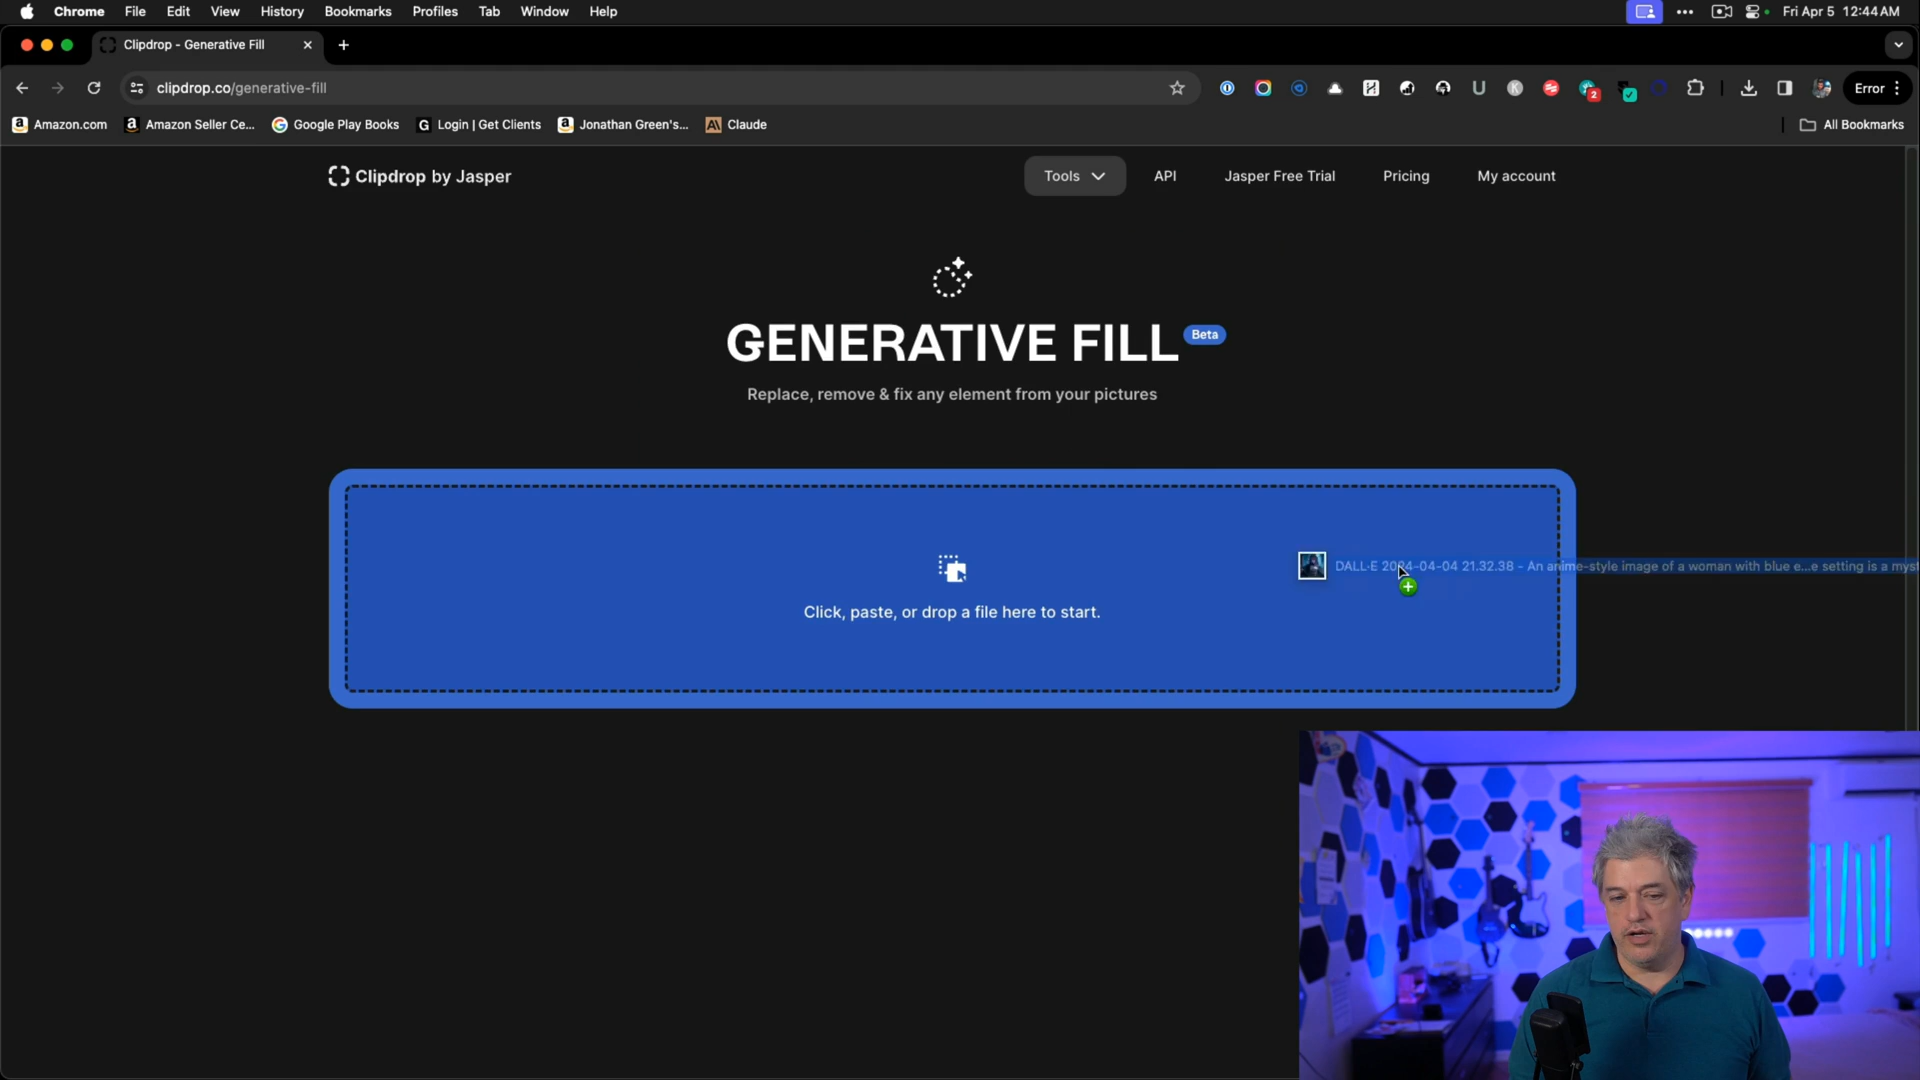 Chrome File Edit View History Bookmarks Profiles Tab Window Help Fri Apr 5 12:44 AM
Clipdrop - Generative Fill
clipdrop.co/generative-fill 2 Error
Amazon.com Amazon Seller Ce... Google Play Books Login | Get Clients Jonathan Green's... Claude All Bookmarks
Clipdrop by Jasper Tools API Jasper Free Trial Pricing My account
GENERATIVE FILL Beta
Replace, remove & fix any element from your pictures
DALL·E 2024-04-04 21.32.38 - An anime-style image of a woman with blue e...e setting is a myst
Click, paste, or drop a file here to start.